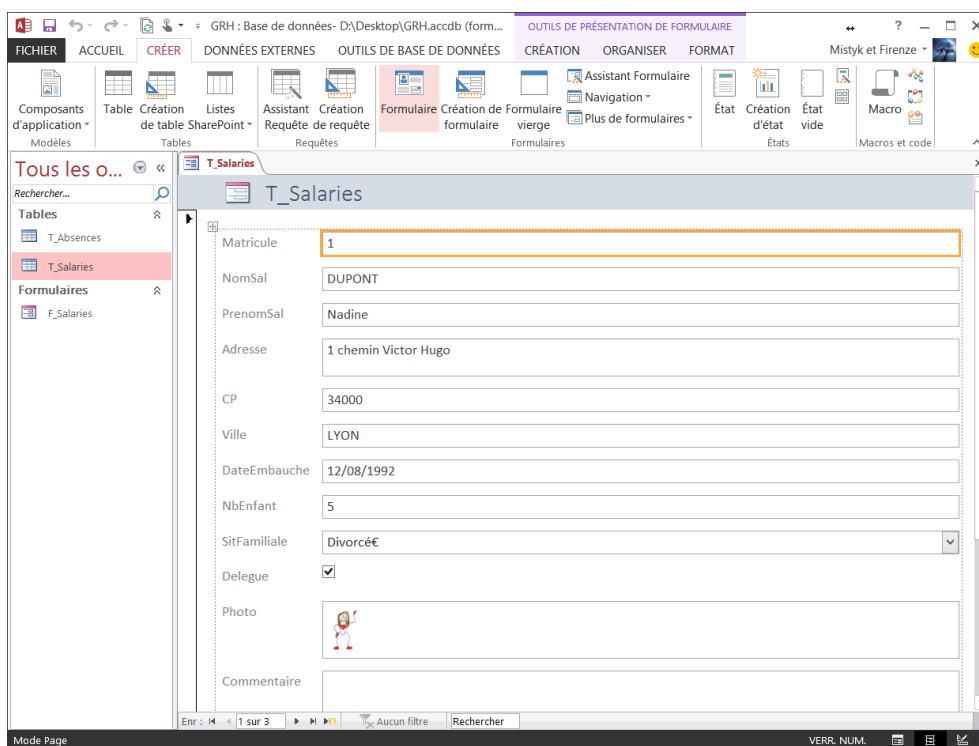 GRH : Base de données- D:\Desktop\GRH.accdb (form...
OUTILS DE PRÉSENTATION DE FORMULAIRE
?
FICHIER ACCUEIL CRÉER DONNÉES EXTERNES OUTILS DE BASE DE DONNÉES CRÉATION ORGANISER FORMAT Mistyk et Firenze
Composants d'application
Modèles
Table
Création de table
Listes SharePoint
Tables
Assistant Requête
Création de requête
Requêtes
Formulaire
Création de formulaire
Formulaire vierge
Assistant Formulaire
Navigation
Plus de formulaires
Formulaires
État
Création d'état
État vide
États
Macro
Macros et code
Tous les o...
Rechercher...
Tables
T_Absences
T_Salaries
Formulaires
F_Salaries
T_Salaries
T_Salaries
Matricule 1
NomSal DUPONT
PrenomSal Nadine
Adresse 1 chemin Victor Hugo
CP 34000
Ville LYON
DateEmbauche 12/08/1992
NbEnfant 5
SitFamiliale Divorcé€
Delegue
Photo
Commentaire
Enr : 1 sur 3 Aucun filtre Rechercher
Mode Page VERR. NUM.